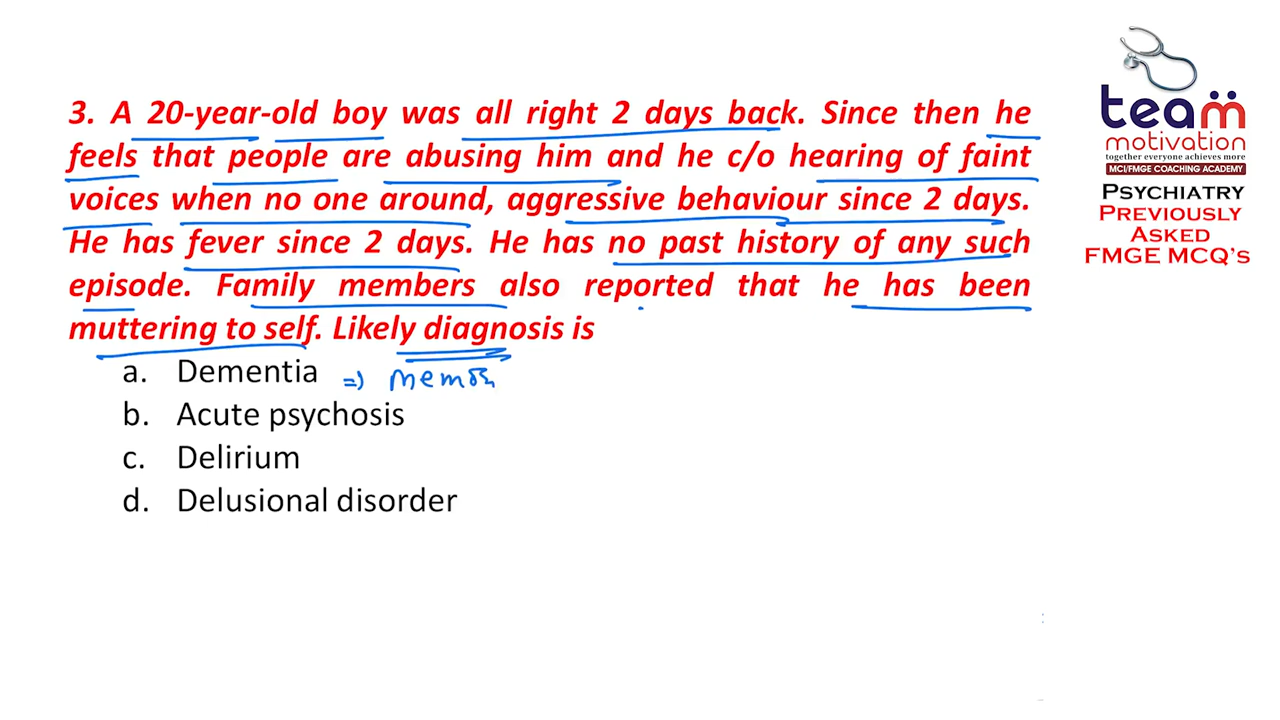 3. A 20-year-old boy was all right 2 days back. Since then he
feels that people are abusing him and he c/o hearing of faint
voices when no one around, aggressive behaviour since 2 days.
He has fever since 2 days. He has no past history of any such
episode. Family members also reported that he has been
muttering to self. Likely diagnosis is
a. Dementia => memor
b. Acute psychosis
c. Delirium
d. Delusional disorder
team
motivation
together everyone achieves more
MCI/FMGE COACHING ACADEMY
PSYCHIATRY
PREVIOUSLY
ASKED
FMGE MCQ's